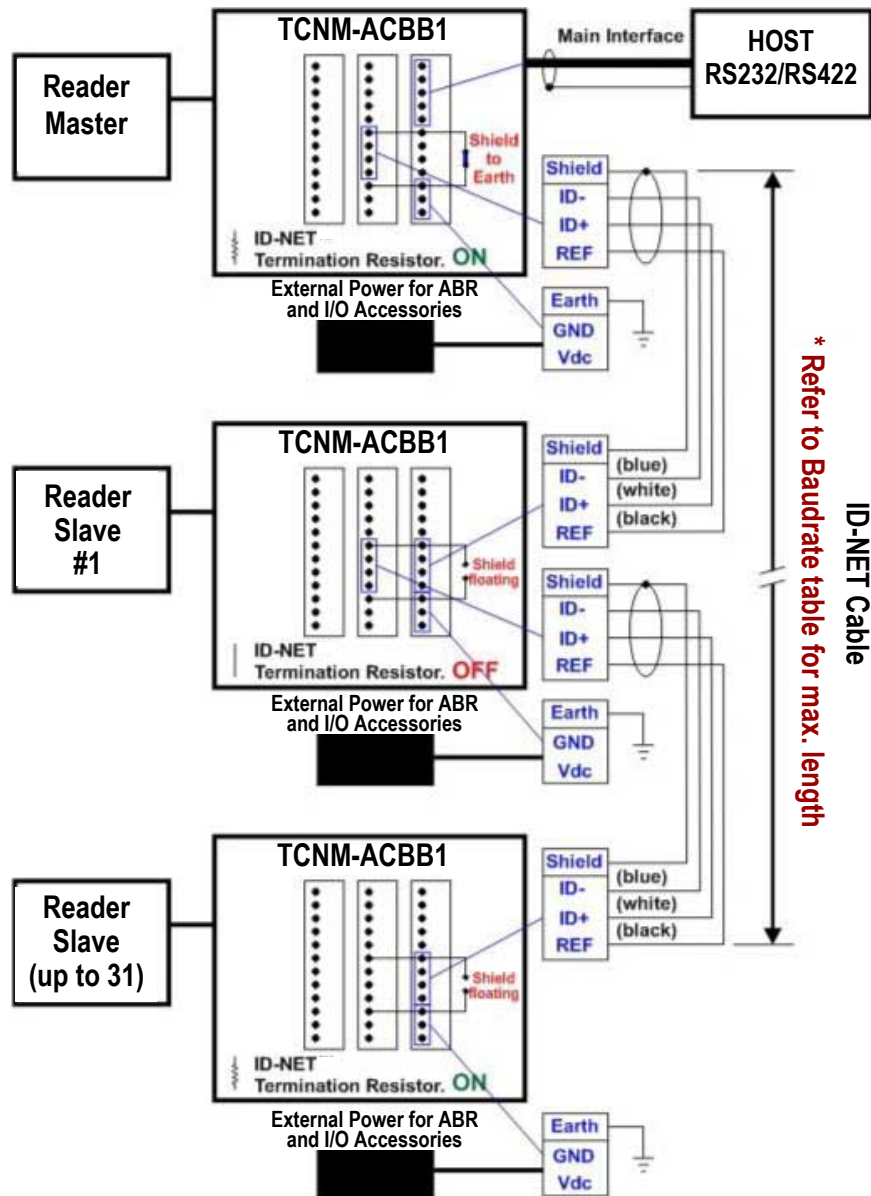 TCNM-ACBB1
Main Interface
HOST
RS232/RS422
Reader
Master
Shield
to
Earth
Shield
ID-
ID+
REF
ID-NET
Termination Resistor. ON
External Power for ABR
and I/O Accessories
Earth
GND
Vdc
TCNM-ACBB1
Reader
Slave
#1
Shield
ID-
ID+
REF
(blue)
(white)
(black)
Shield
floating
Shield
ID-
ID+
REF
ID-NET
Termination Resistor. OFF
External Power for ABR
and I/O Accessories
Earth
GND
Vdc
ID-NET Cable
* Refer to Baudrate table for max. length
TCNM-ACBB1
Reader
Slave
(up to 31)
Shield
ID-
ID+
REF
(blue)
(white)
(black)
Shield
floating
ID-NET
Termination Resistor. ON
External Power for ABR
and I/O Accessories
Earth
GND
Vdc